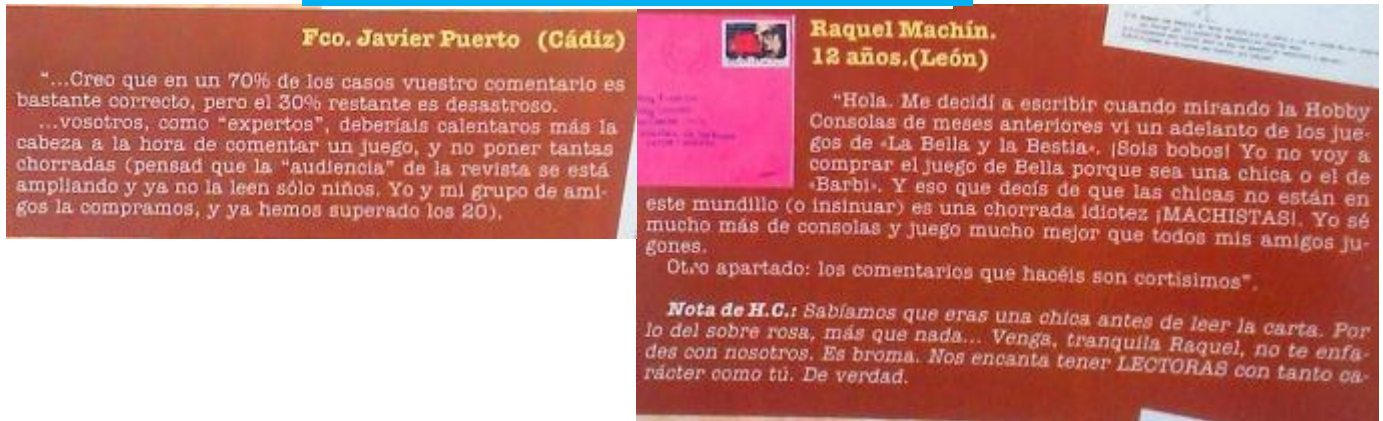 Fco. Javier Puerto (Cádiz)
“...Creo que en un 70% de los casos vuestro comentario es
bastante correcto, pero el 30% restante es desastroso.
...vosotros, como “expertos”, deberíais calentaros más la
cabeza a la hora de comentar un juego, y no poner tantas
chorradas (pensad que la “audiencia” de la revista se está
ampliando y ya no la leen sólo niños. Yo y mi grupo de ami-
gos la compramos, y ya hemos superado los 20).
Raquel Machín.
12 años.(León)
“Hola. Me decidí a escribir cuando mirando la Hobby
Consolas de meses anteriores vi un adelanto de los jue-
gos de «La Bella y la Bestia». ¡Sois bobos! Yo no voy a
comprar el juego de Bella porque sea una chica o el de
«Barbi». Y eso que decís de que las chicas no están en
este mundillo (o insinuar) es una chorrada idiotez ¡MACHISTAS!. Yo sé
mucho más de consolas y juego mucho mejor que todos mis amigos ju-
gones.
Otro apartado: los comentarios que hacéis son cortísimos”.
Nota de H.C.: Sabíamos que eras una chica antes de leer la carta. Por
lo del sobre rosa, más que nada... Venga, tranquila Raquel, no te enfa-
des con nosotros. Es broma. Nos encanta tener LECTORAS con tanto ca-
rácter como tú. De verdad.